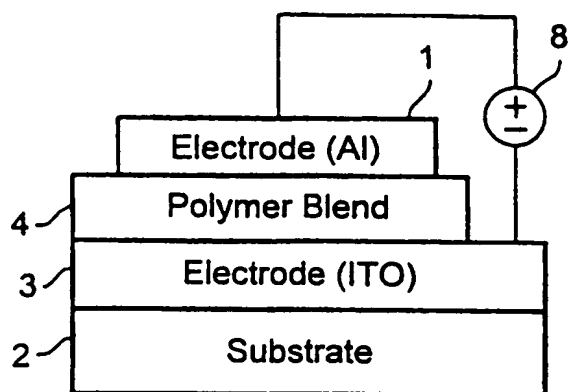 8
1
+
−
Electrode (Al)
Polymer Blend
4
Electrode (ITO)
3
Substrate
2